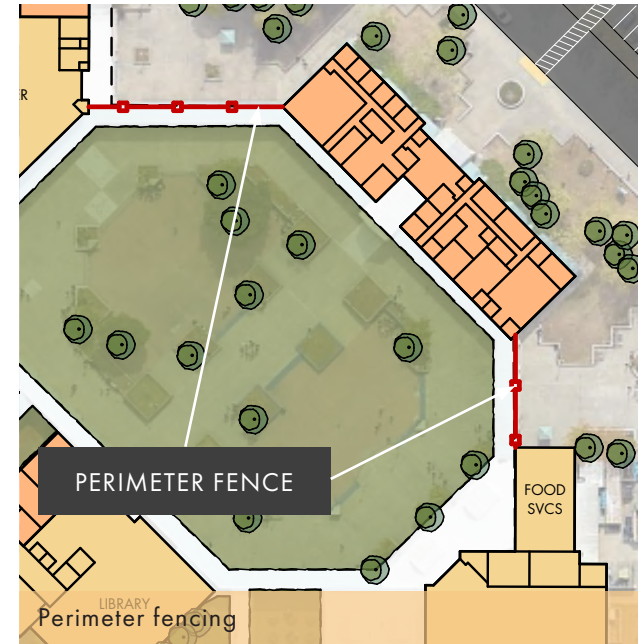 ER
PERIMETER FENCE
FOOD
SVCS
LIBRARY
Perimeter fencing